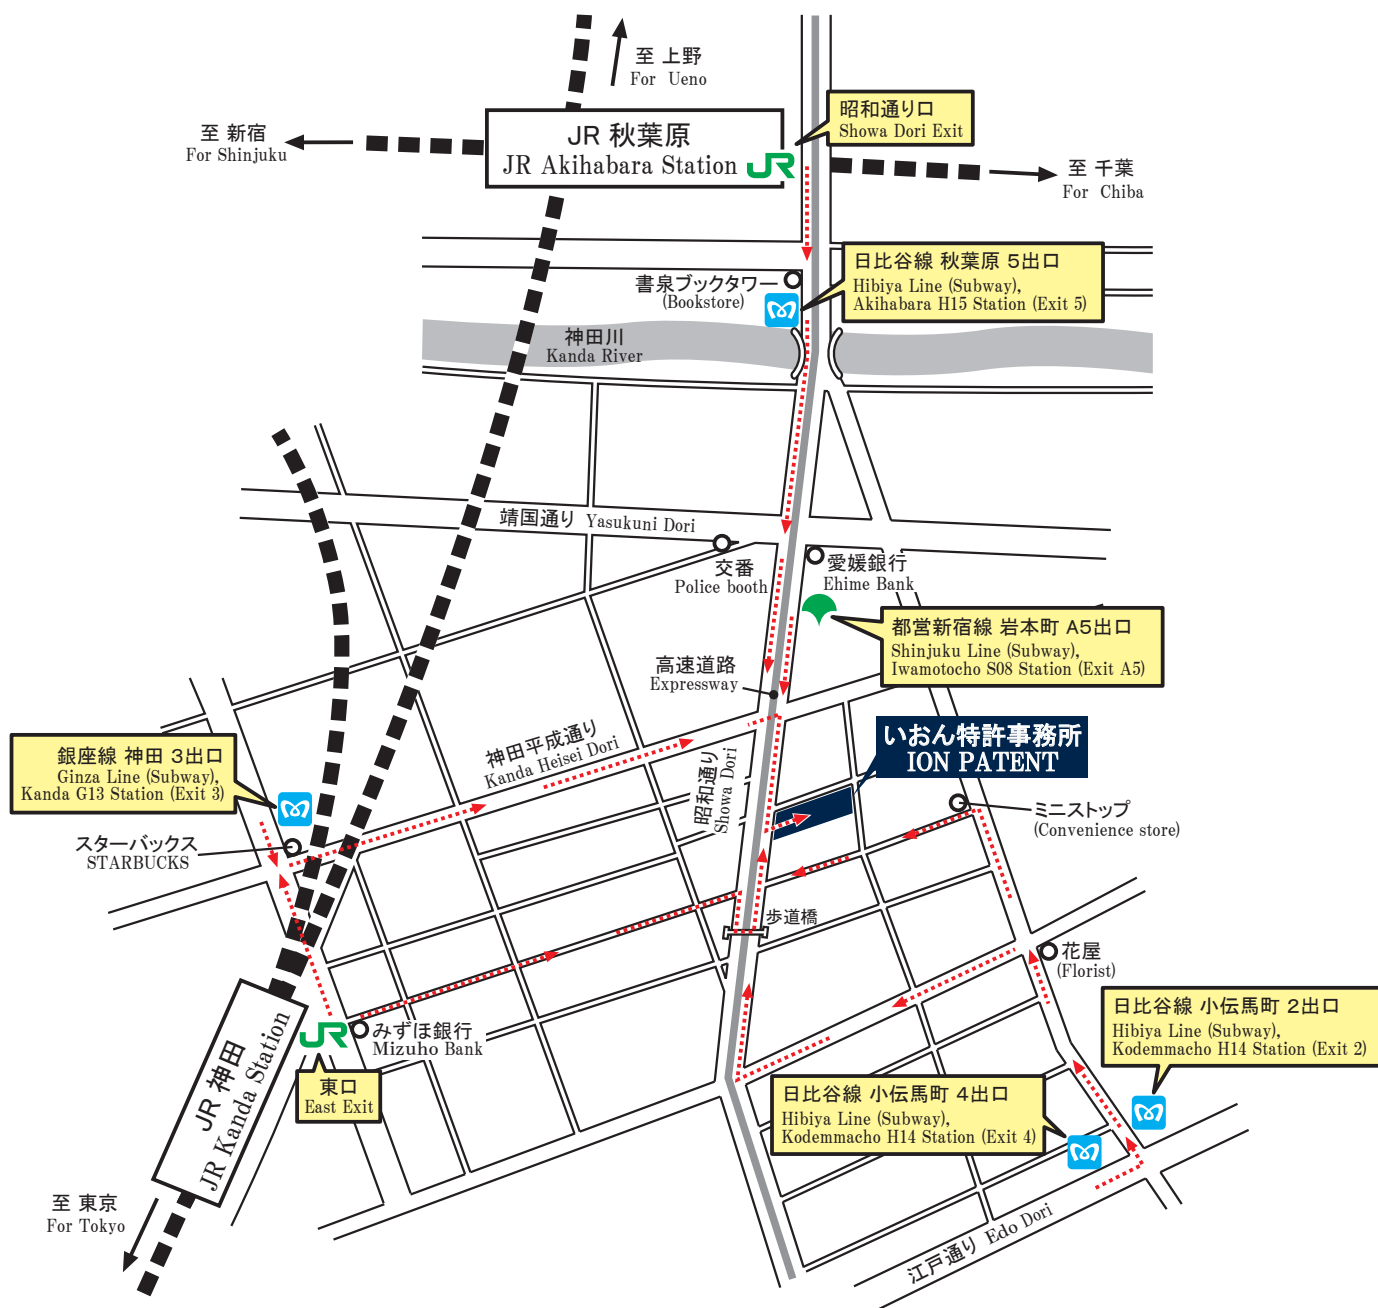 至 上野
For Ueno
昭和通り口
Showa Dori Exit
至 新宿
For Shinjuku
JR 秋葉原
JR Akihabara Station
JR
至 千葉
For Chiba
日比谷線 秋葉原 5出口
Hibiya Line (Subway),
Akihabara H15 Station (Exit 5)
書泉ブックタワー
(Bookstore)
神田川
Kanda River
靖国通り Yasukuni Dori
交番
Police booth
愛媛銀行
Ehime Bank
都営新宿線 岩本町 A5出口
Shinjuku Line (Subway),
Iwamotocho S08 Station (Exit A5)
高速道路
Expressway
いおん特許事務所
ION PATENT
神田平成通り
Kanda Heisei Dori
昭和通り
Showa Dori
銀座線 神田 3出口
Ginza Line (Subway),
Kanda G13 Station (Exit 3)
スターバックス
STARBUCKS
ミニストップ
(Convenience store)
歩道橋
花屋
(Florist)
日比谷線 小伝馬町 2出口
Hibiya Line (Subway),
Kodemmacho H14 Station (Exit 2)
JR
みずほ銀行
Mizuho Bank
東口
East Exit
JR 神田
JR Kanda Station
日比谷線 小伝馬町 4出口
Hibiya Line (Subway),
Kodemmacho H14 Station (Exit 4)
至 東京
For Tokyo
江戸通り Edo Dori